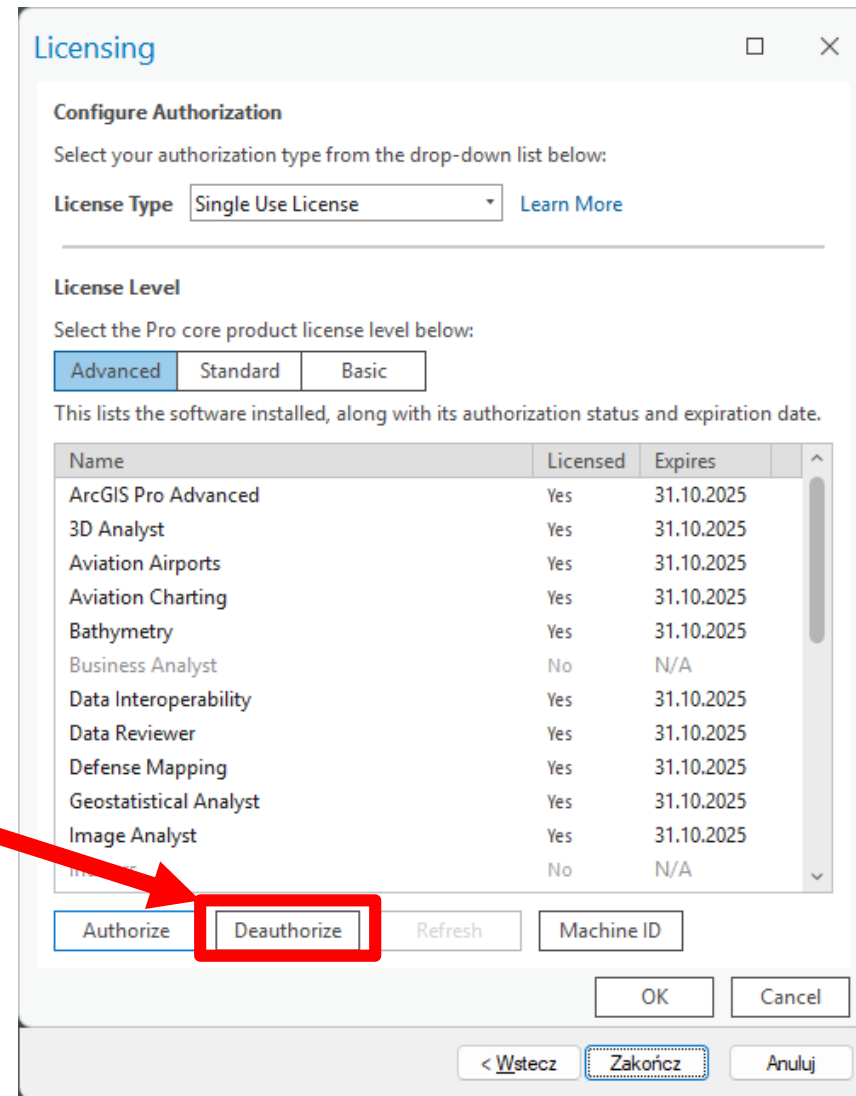 Licensing
Configure Authorization
Select your authorization type from the drop-down list below:
License Type Single Use License Learn More
License Level
Select the Pro core product license level below:
Advanced Standard Basic
This lists the software installed, along with its authorization status and expiration date.
Name Licensed Expires
ArcGIS Pro Advanced Yes 31.10.2025
3D Analyst Yes 31.10.2025
Aviation Airports Yes 31.10.2025
Aviation Charting Yes 31.10.2025
Bathymetry Yes 31.10.2025
Business Analyst No N/A
Data Interoperability Yes 31.10.2025
Data Reviewer Yes 31.10.2025
Defense Mapping Yes 31.10.2025
Geostatistical Analyst Yes 31.10.2025
Image Analyst Yes 31.10.2025
No N/A
Authorize Deauthorize Refresh Machine ID
OK Cancel
< Wstecz Zakończ Anuluj